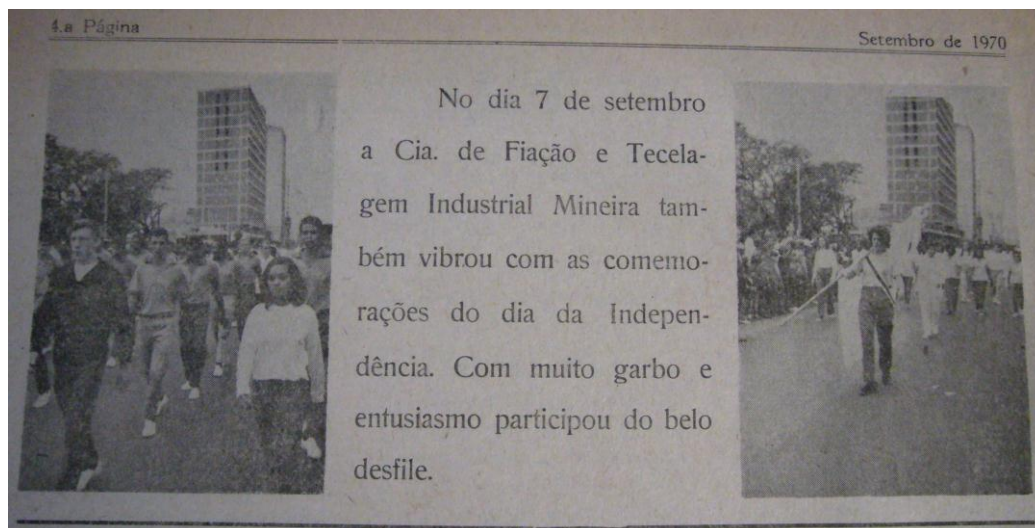 4.a Página
Setembro de 1970
No dia 7 de setembro
a Cia. de Fiação e Tecela-
gem Industrial Mineira tam-
bém vibrou com as comemo-
rações do dia da Indepen-
dência. Com muito garbo e
entusiasmo participou do belo
desfile.